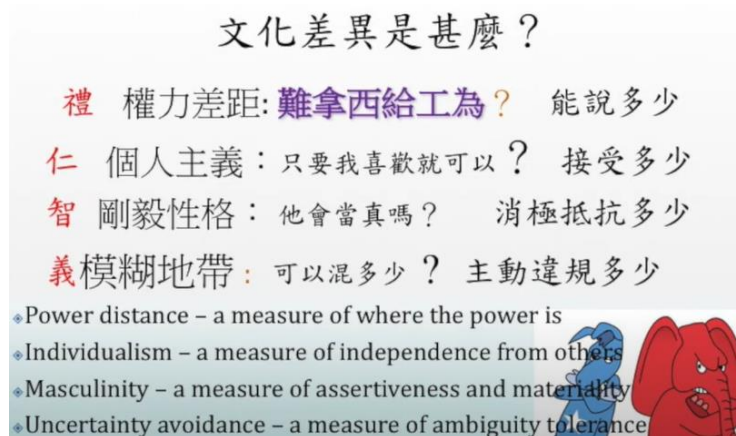 文化差異是甚麼？
禮 權力差距: 難拿西給工為？ 能說多少
仁 個人主義：只要我喜歡就可以？ 接受多少
智 剛毅性格：他會當真嗎？ 消極抵抗多少
義模糊地帶：可以混多少？ 主動違規多少
Power distance – a measure of where the power is
Individualism – a measure of independence from others
Masculinity – a measure of assertiveness and materiality
Uncertainty avoidance – a measure of ambiguity tolerance